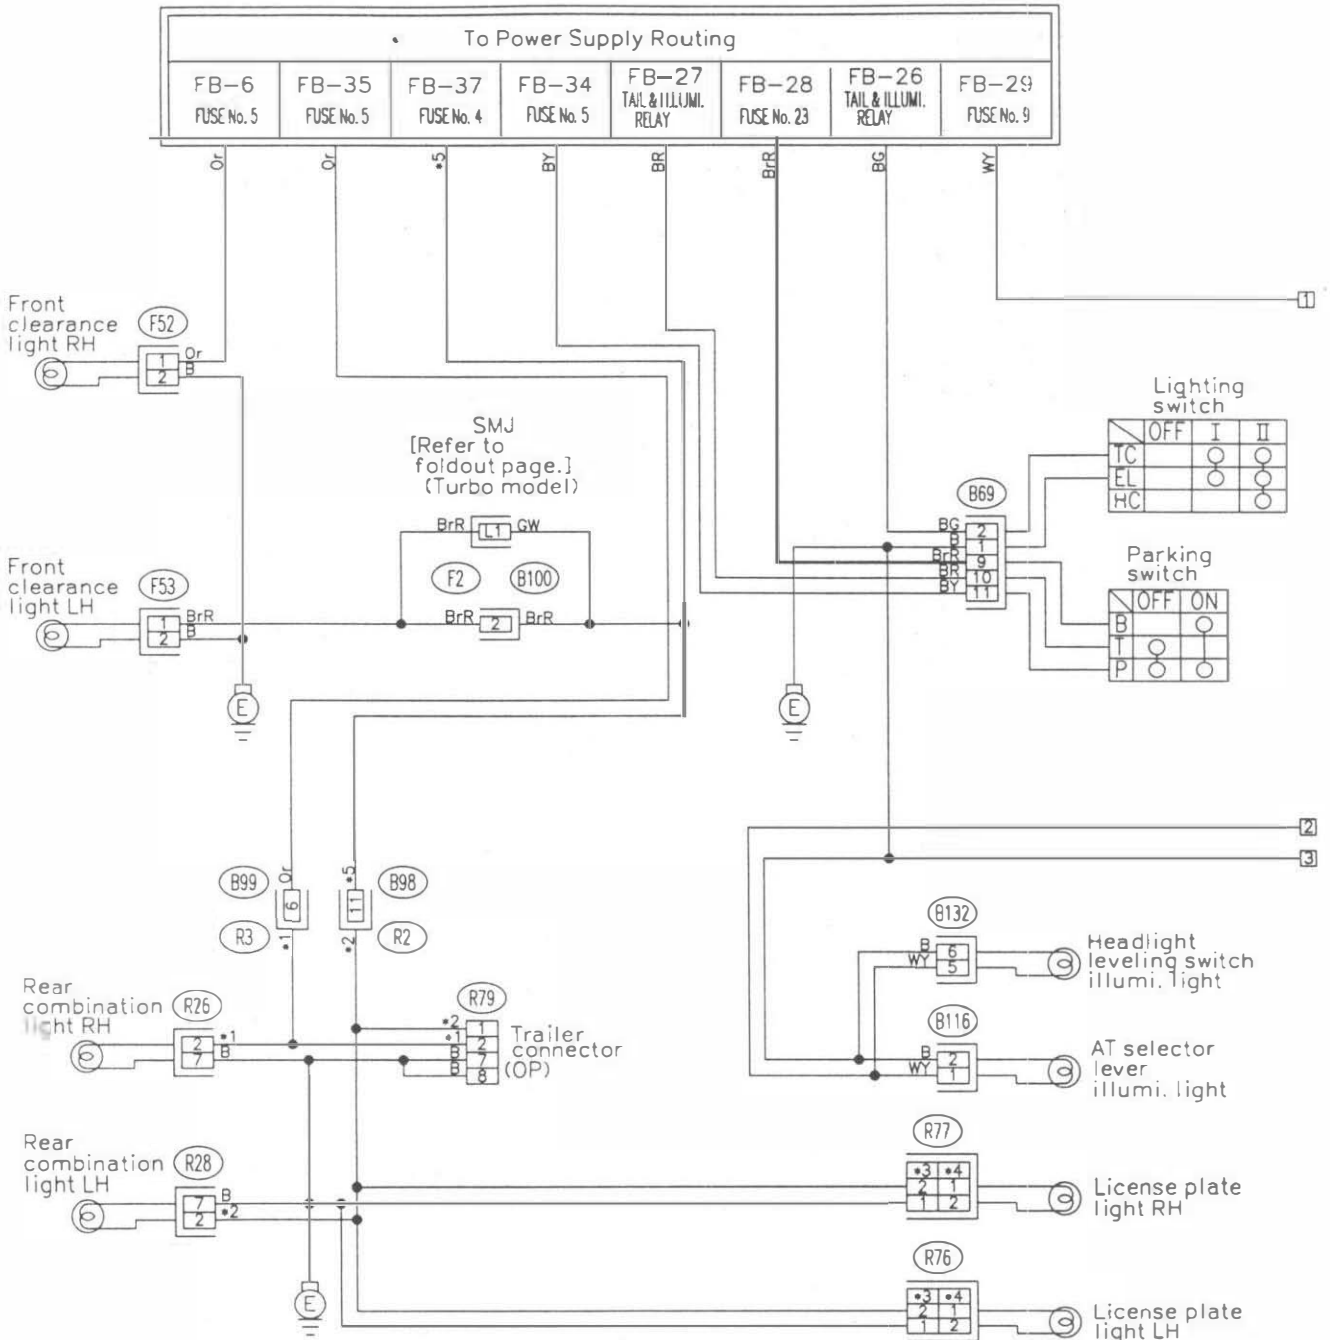 To Power Supply Routing
FB-6 FB-35 FB-37 FB-34 FB-27 FB-28 FB-26 FB-29
FUSE No. 5 FUSE No. 5 FUSE No. 4 FUSE No. 5 TAIL & ILLUMI. RELAY FUSE No. 23 TAIL & ILLUMI. RELAY FUSE No. 9
Or Or *5 BY BR BrR BG WY
1
Front
clearance
light RH
F52
1 Or
2 B
Lighting
switch
OFF I II
TC
EL
HC
SMJ
[Refer to
foldout page.]
(Turbo model)
BrR L1 GW
B69
BG 2
B 1
BrR 9
BR 10
BY 11
Front
clearance
light LH
F53
1 BrR
2 B
F2 B100
BrR 2 BrR
Parking
switch
OFF ON
B
T
P
E
E
2
3
B99 Or *5 B98
6 11
R3 *1 *2 R2
B132
B 6
WY 5
Headlight
leveling switch
illumi. light
Rear
combination
light RH
R26
2 *1
7 B
R79
*2 1
*1 2
B 7
B 8
Trailer
connector
(OP)
B116
B 2
WY 1
AT selector
lever
illumi. light
Rear
combination
light LH
R28
7 B
2 *2
R77
*3 *4
2 1
1 2
License plate
light RH
E
R76
*3 *4
2 1
1 2
License plate
light LH